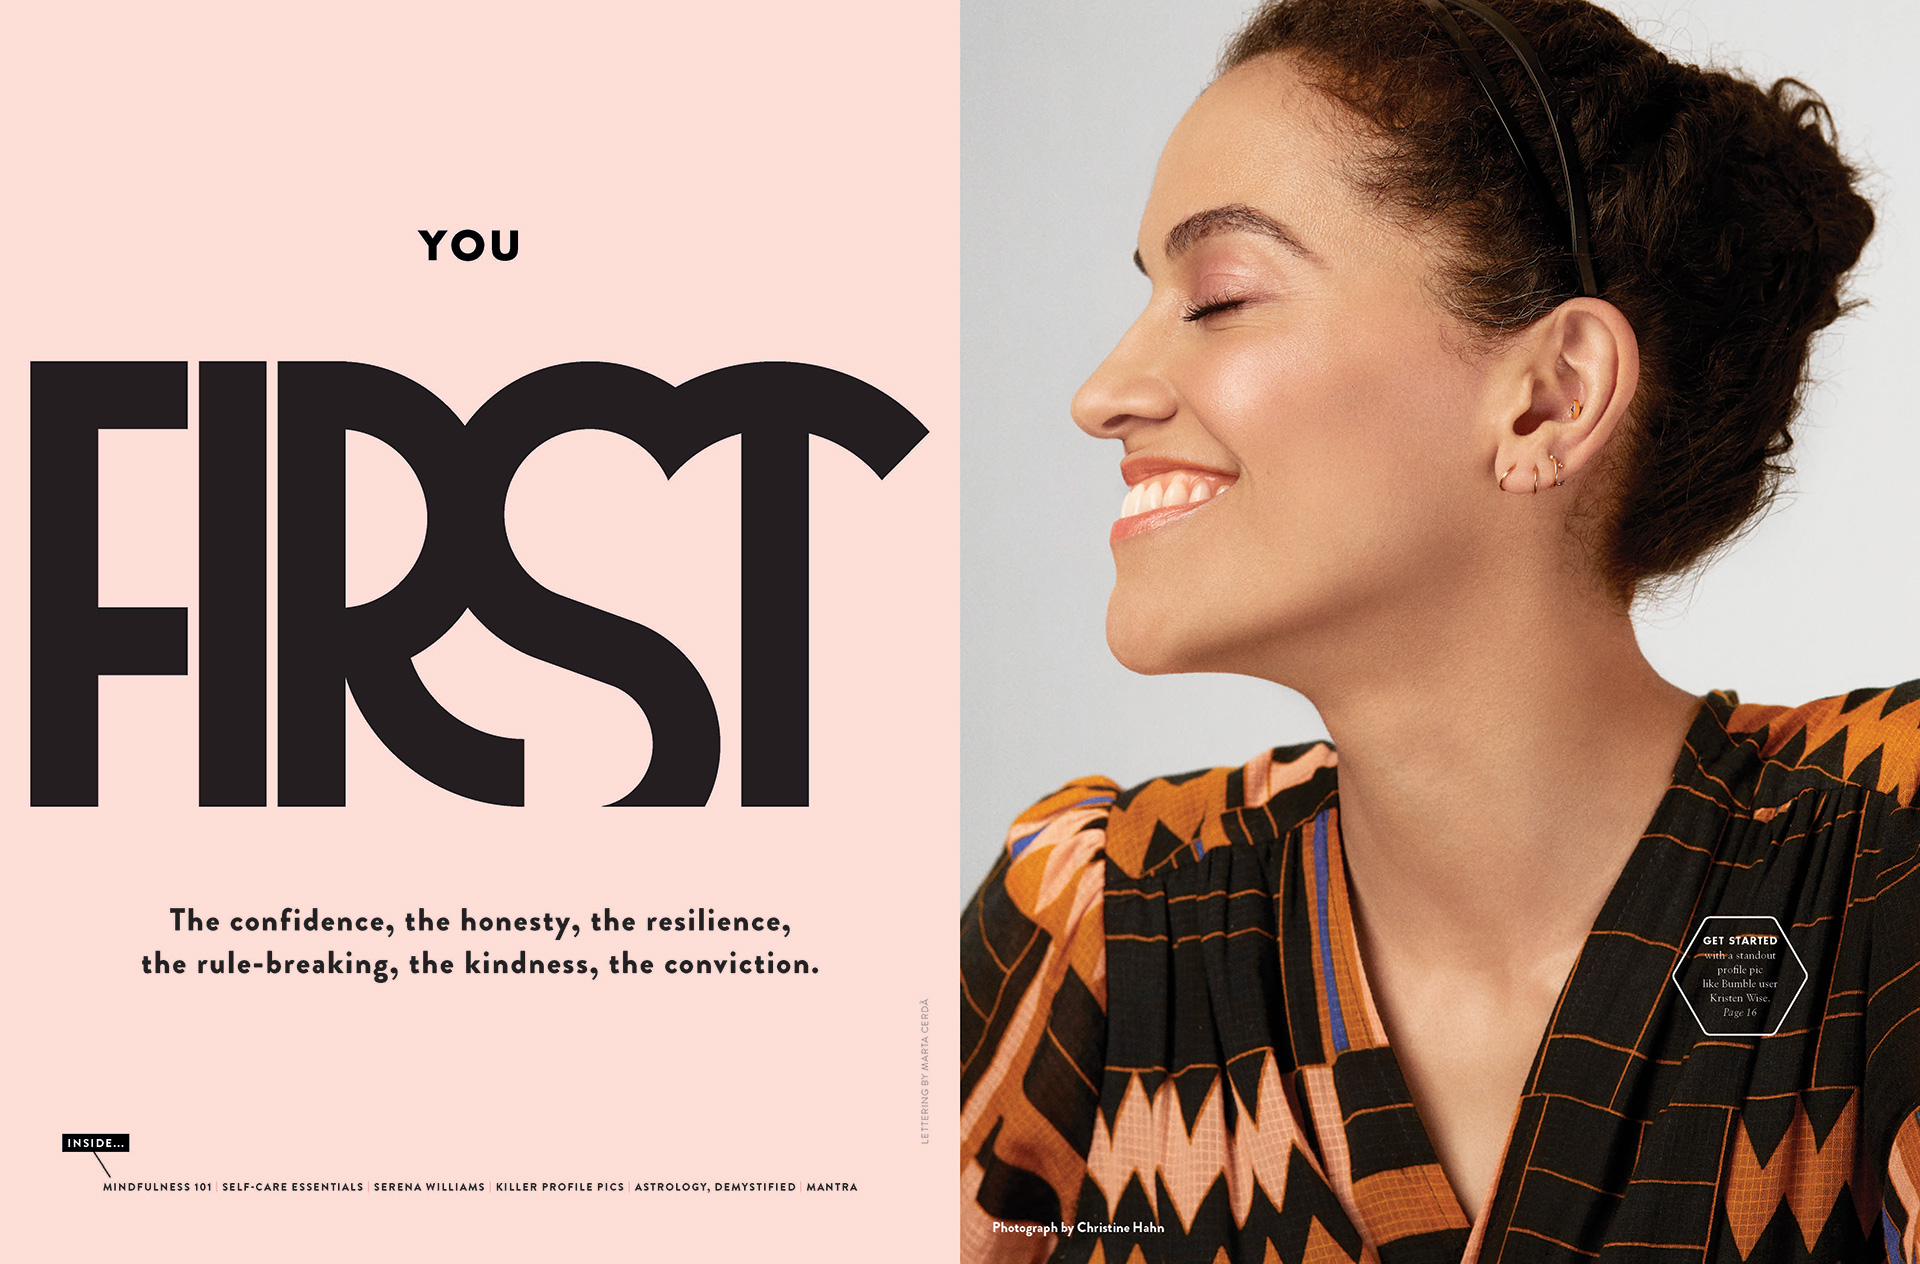 YOU
FIRST
The confidence, the honesty, the resilience,
the rule-breaking, the kindness, the conviction.
LETTERING BY MARTA CERDÀ
INSIDE...
MINDFULNESS 101 | SELF-CARE ESSENTIALS | SERENA WILLIAMS | KILLER PROFILE PICS | ASTROLOGY, DEMYSTIFIED | MANTRA
GET STARTED
with a standout
profile pic
like Bumble user
Kristen Wise.
Page 16
Photograph by Christine Hahn